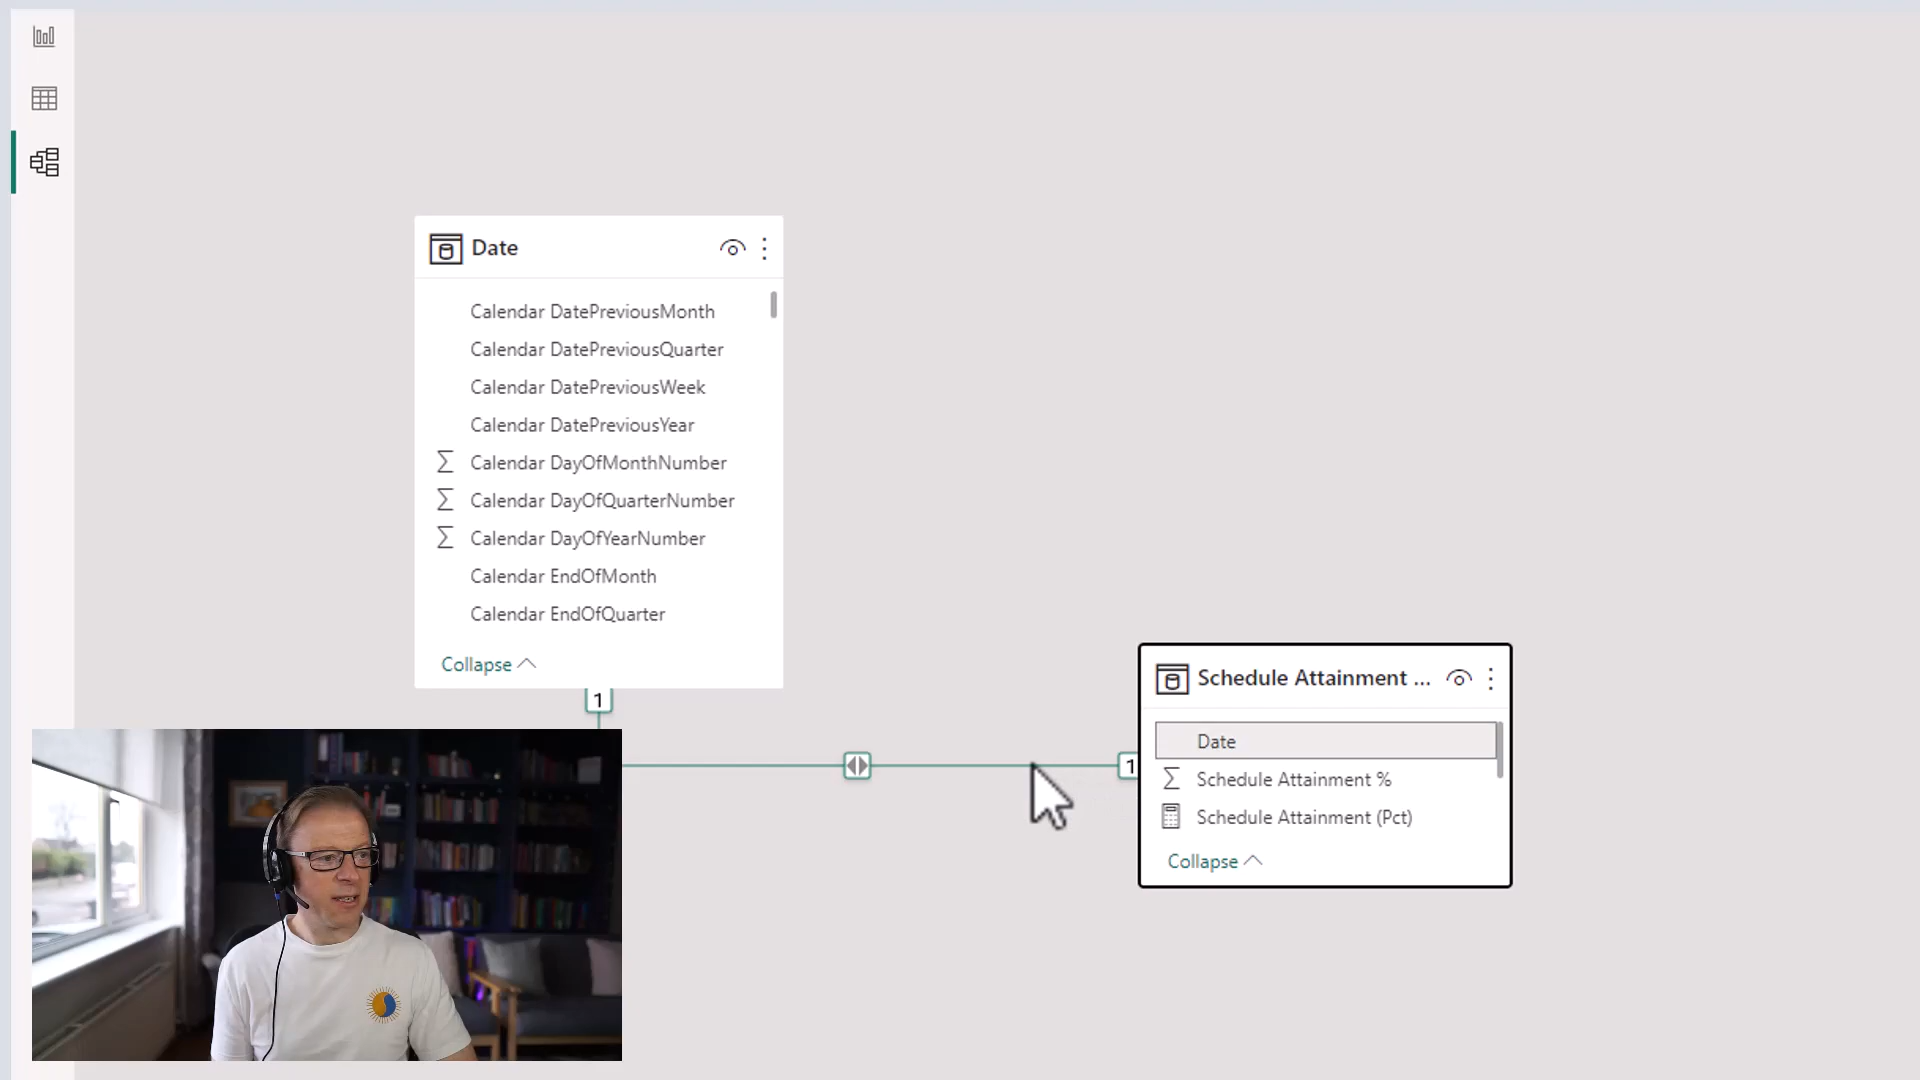 Date
Calendar DatePreviousMonth
Calendar DatePreviousQuarter
Calendar DatePreviousWeek
Calendar DatePreviousYear
Calendar DayOfMonthNumber
Calendar DayOfQuarterNumber
Calendar DayOfYearNumber
Calendar EndOfMonth
Calendar EndOfQuarter
Collapse
1
1
Schedule Attainment ...
Date
Schedule Attainment %
Schedule Attainment (Pct)
Collapse